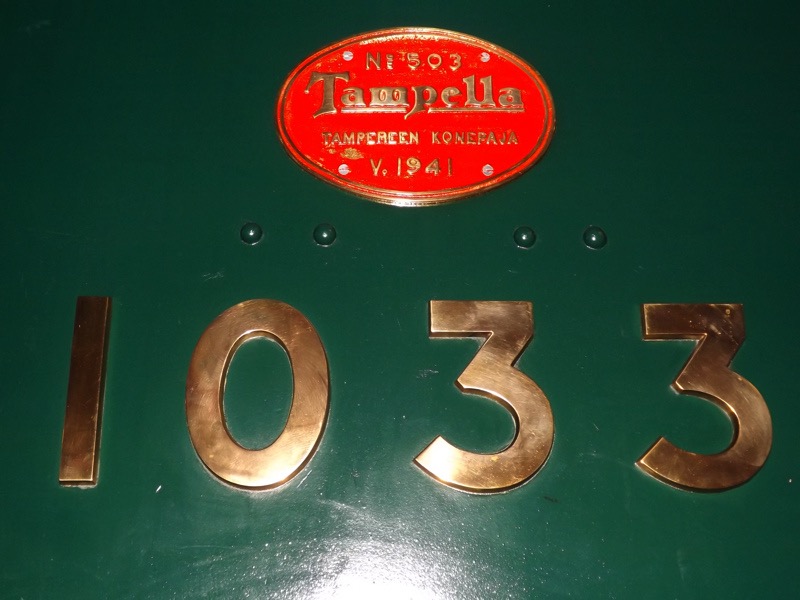 Nº 503
Tampella
TAMPEREEN KONEPAJA
V. 1941
1033